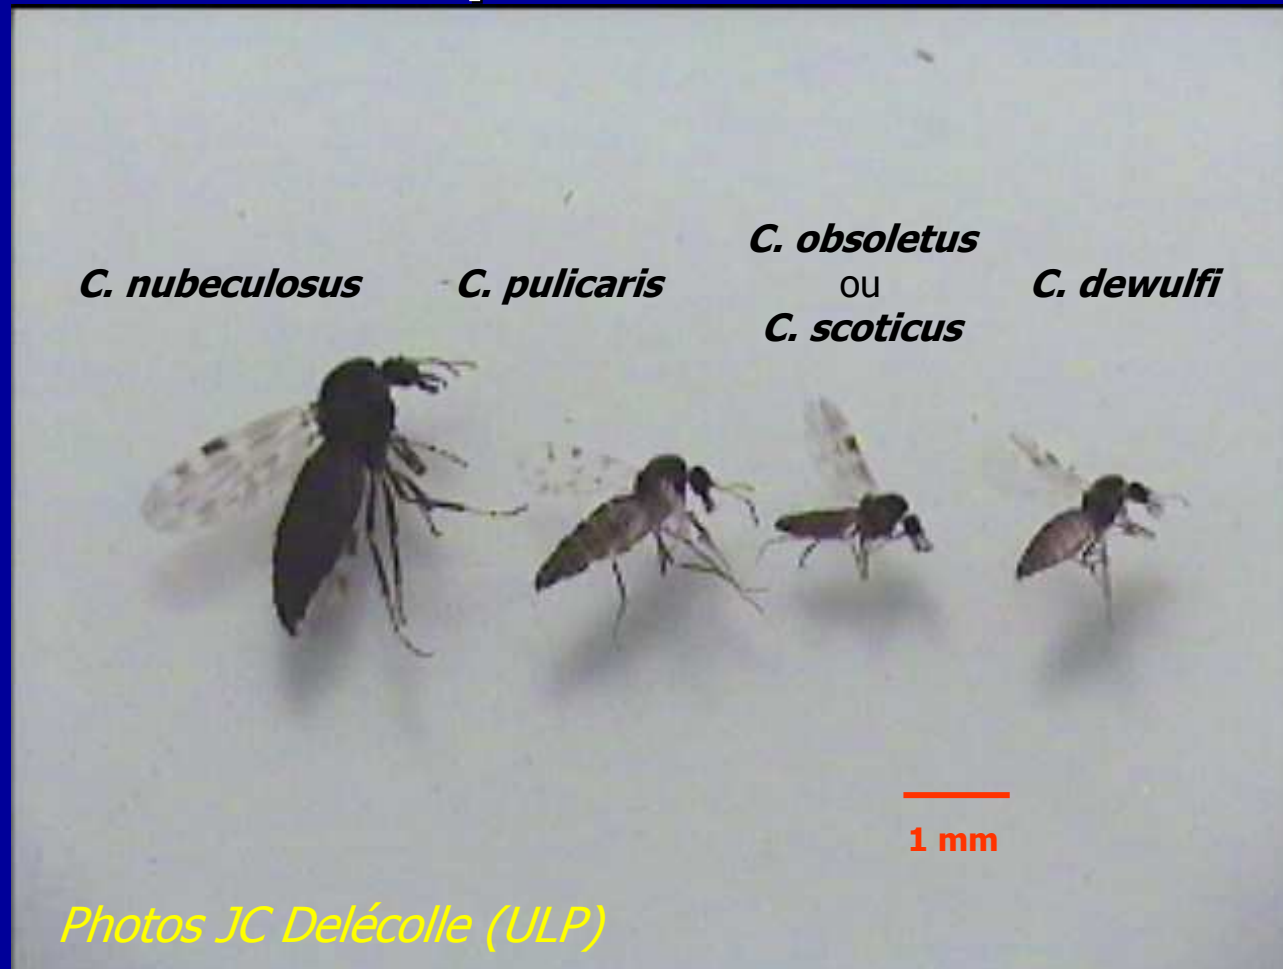 C. nubeculosus
C. pulicaris
C. obsoletus
ou
C. scoticus
C. dewulfi
1 mm
Photos JC Delécolle (ULP)